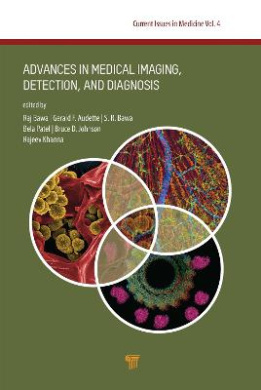 Current Issues in Medicine Vol. 4
ADVANCES IN MEDICAL IMAGING,
DETECTION, AND DIAGNOSIS
edited by
Raj Bawa | Gerald F. Audette | S. R. Bawa
Bela Patel | Bruce D. Johnson
Rajeev Khanna